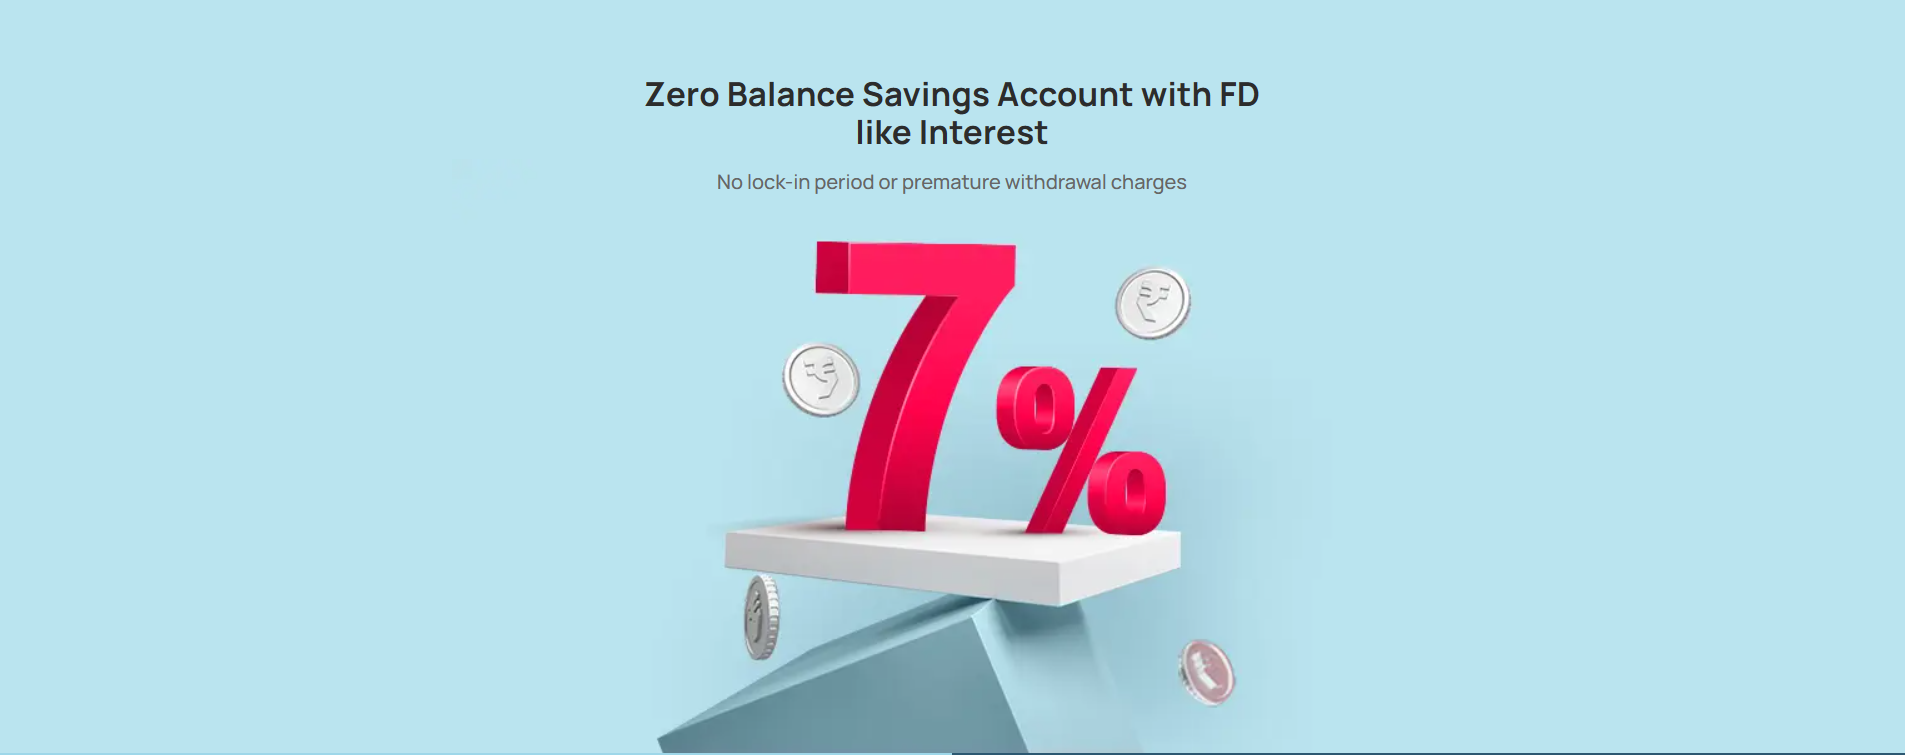 Zero Balance Savings Account with FD
like Interest
No lock-in period or premature withdrawal charges
7%
₹
₹
₹
₹